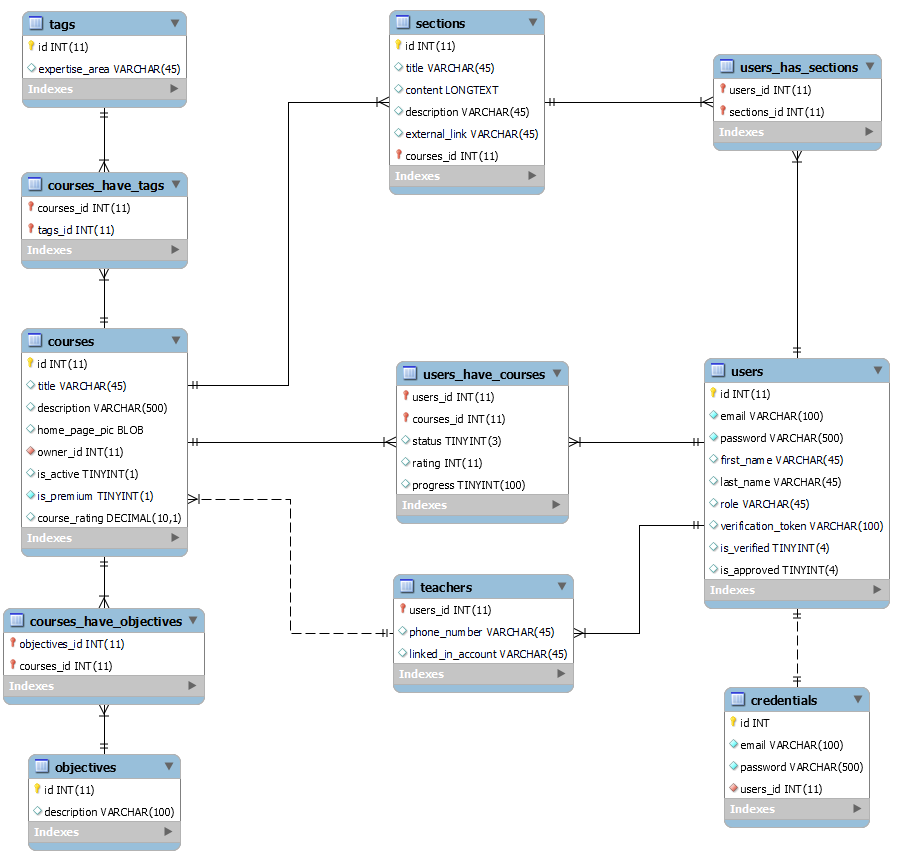 tags
id INT(11)
expertise_area VARCHAR(45)
Indexes
courses_have_tags
courses_id INT(11)
tags_id INT(11)
Indexes
courses
id INT(11)
title VARCHAR(45)
description VARCHAR(500)
home_page_pic BLOB
owner_id INT(11)
is_active TINYINT(1)
is_premium TINYINT(1)
course_rating DECIMAL(10,1)
Indexes
courses_have_objectives
objectives_id INT(11)
courses_id INT(11)
Indexes
objectives
id INT(11)
description VARCHAR(100)
Indexes
sections
id INT(11)
title VARCHAR(45)
content LONGTEXT
description VARCHAR(45)
external_link VARCHAR(45)
courses_id INT(11)
Indexes
users_have_courses
users_id INT(11)
courses_id INT(11)
status TINYINT(3)
rating INT(11)
progress TINYINT(100)
Indexes
teachers
users_id INT(11)
phone_number VARCHAR(45)
linked_in_account VARCHAR(45)
Indexes
users_has_sections
users_id INT(11)
sections_id INT(11)
Indexes
users
id INT(11)
email VARCHAR(100)
password VARCHAR(500)
first_name VARCHAR(45)
last_name VARCHAR(45)
role VARCHAR(45)
verification_token VARCHAR(100)
is_verified TINYINT(4)
is_approved TINYINT(4)
Indexes
credentials
id INT
email VARCHAR(100)
password VARCHAR(500)
users_id INT(11)
Indexes